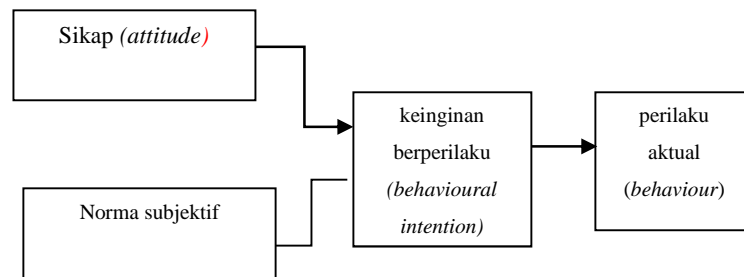 Sikap (attitude)
Norma subjektif
keinginan
berperilaku
(behavioural
intention)
perilaku
aktual
(behaviour)